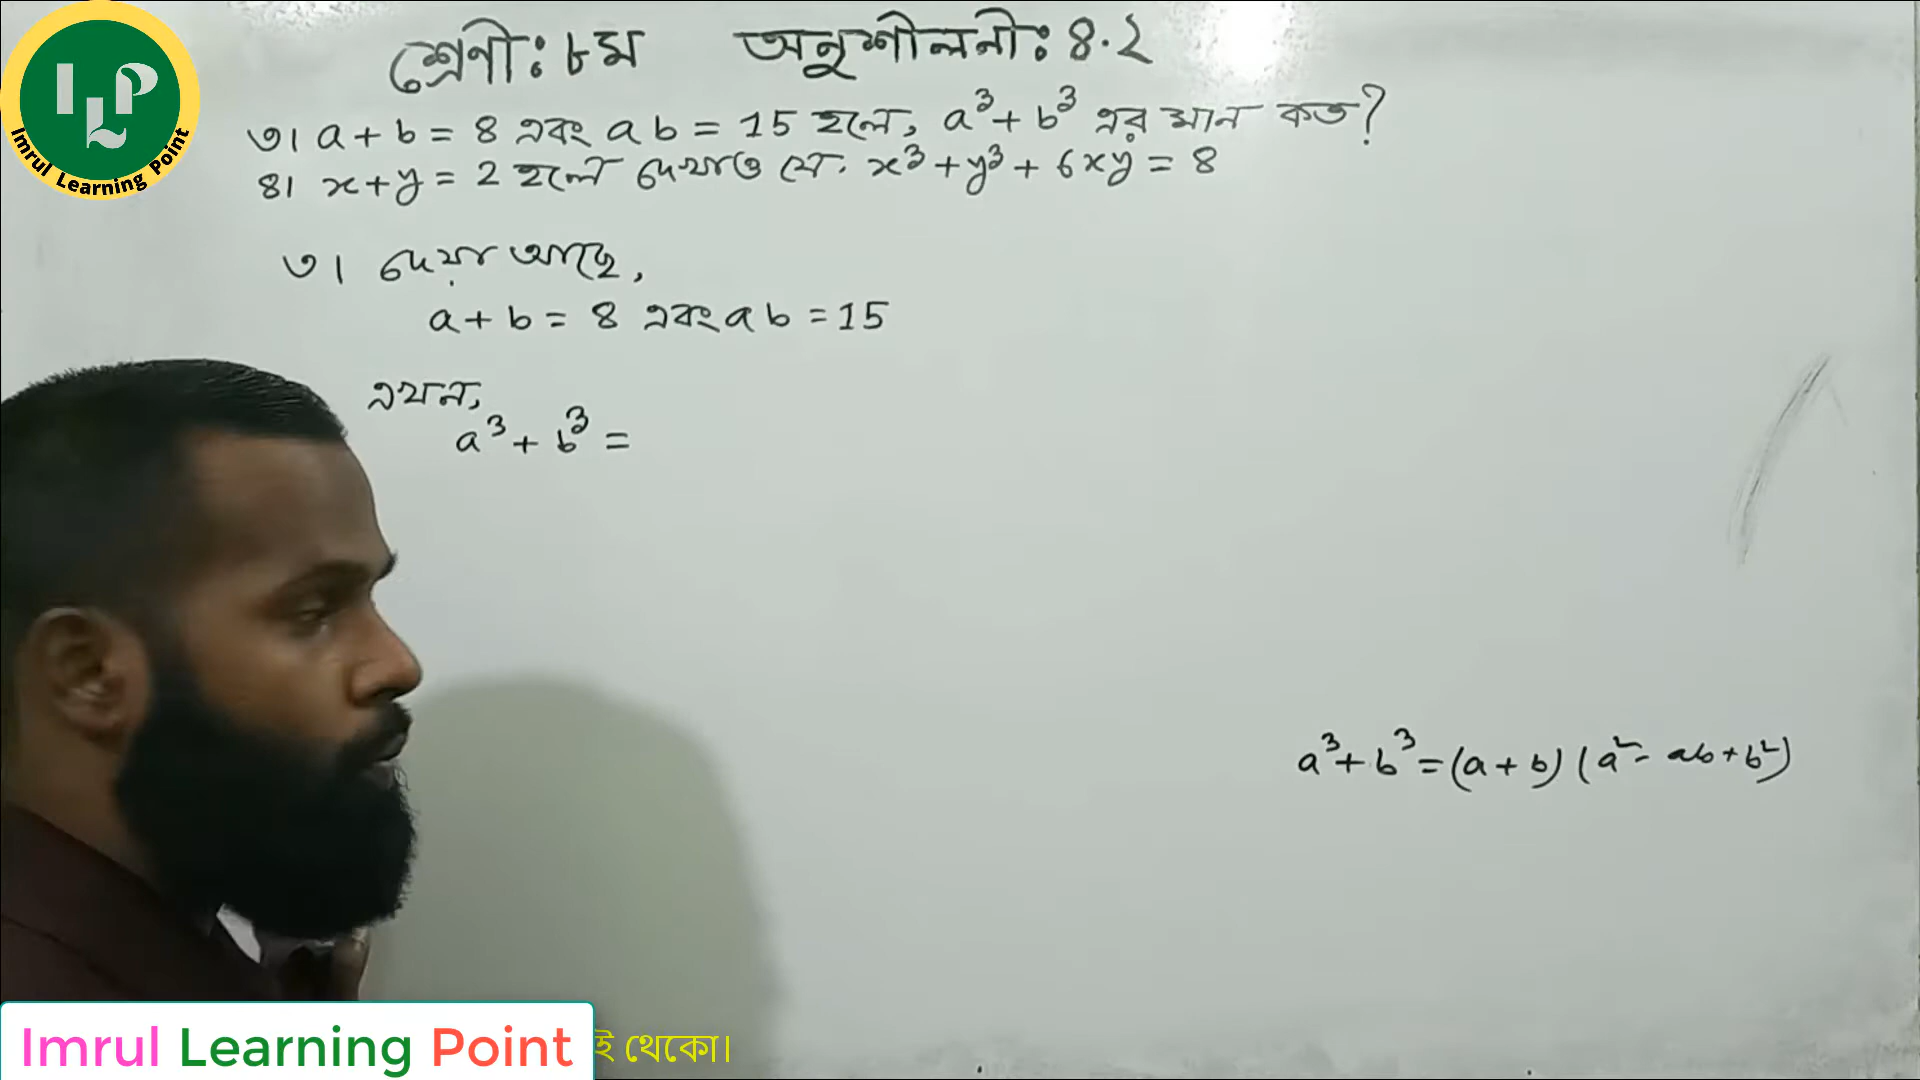 ILP
Imrul Learning Point
শ্রেণী: ৮ম অনুশীলনী: ৪.২
৩। a + b = 8 এবং ab = 15 হলে, a³ + b³ এর মান কত?
৪। x + y = 2 হলে দেখাও যে, x³ + y³ + 6xy = 8
৩। দেয়া আছে,
a + b = 8 এবং ab = 15
এখন,
a³ + b³ =
a³ + b³ = (a + b) (a² - ab + b²)
Imrul Learning Point ই থেকো।